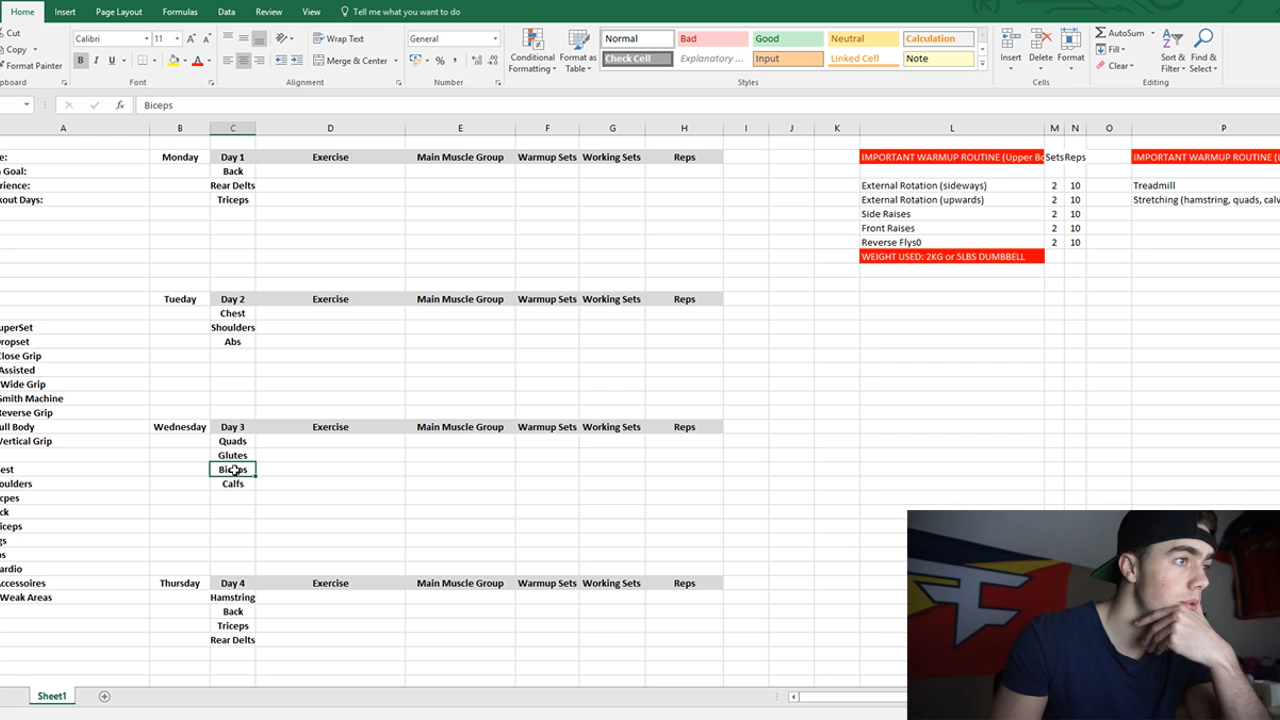 Home Insert Page Layout Formulas Data Review View Tell me what you want to do
Cut Calibri 11 Wrap Text General Normal Bad Good Neutral Calculation AutoSum
Copy Fill
Format Painter B I U Merge & Center % , Conditional Formatting Format as Table Check Cell Explanatory ... Input Linked Cell Note Insert Delete Format Clear Sort & Filter Find & Select
Font Alignment Number Styles Cells Editing
fx Biceps
A B C D E F G H I J K L M N O P
Monday Day 1 Exercise Main Muscle Group Warmup Sets Working Sets Reps IMPORTANT WARMUP ROUTINE (Upper Bo Sets Reps IMPORTANT WARMUP ROUTINE (L
Goal: Back
rience: Rear Delts External Rotation (sideways) 2 10 Treadmill
kout Days: Triceps External Rotation (upwards) 2 10 Stretching (hamstring, quads, calv
Side Raises 2 10
Front Raises 2 10
Reverse Flys0 2 10
WEIGHT USED: 2KG or 5LBS DUMBBELL
Tueday Day 2 Exercise Main Muscle Group Warmup Sets Working Sets Reps
Chest
uperSet Shoulders
ropset Abs
Close Grip
Assisted
Wide Grip
Smith Machine
Reverse Grip
ull Body Wednesday Day 3 Exercise Main Muscle Group Warmup Sets Working Sets Reps
Vertical Grip Quads
Glutes
est Biceps
oulders Calfs
cpes
ck
iceps
gs
os
ardio
Accessoires Thursday Day 4 Exercise Main Muscle Group Warmup Sets Working Sets Reps
Weak Areas Hamstring
Back
Triceps
Rear Delts
Sheet1